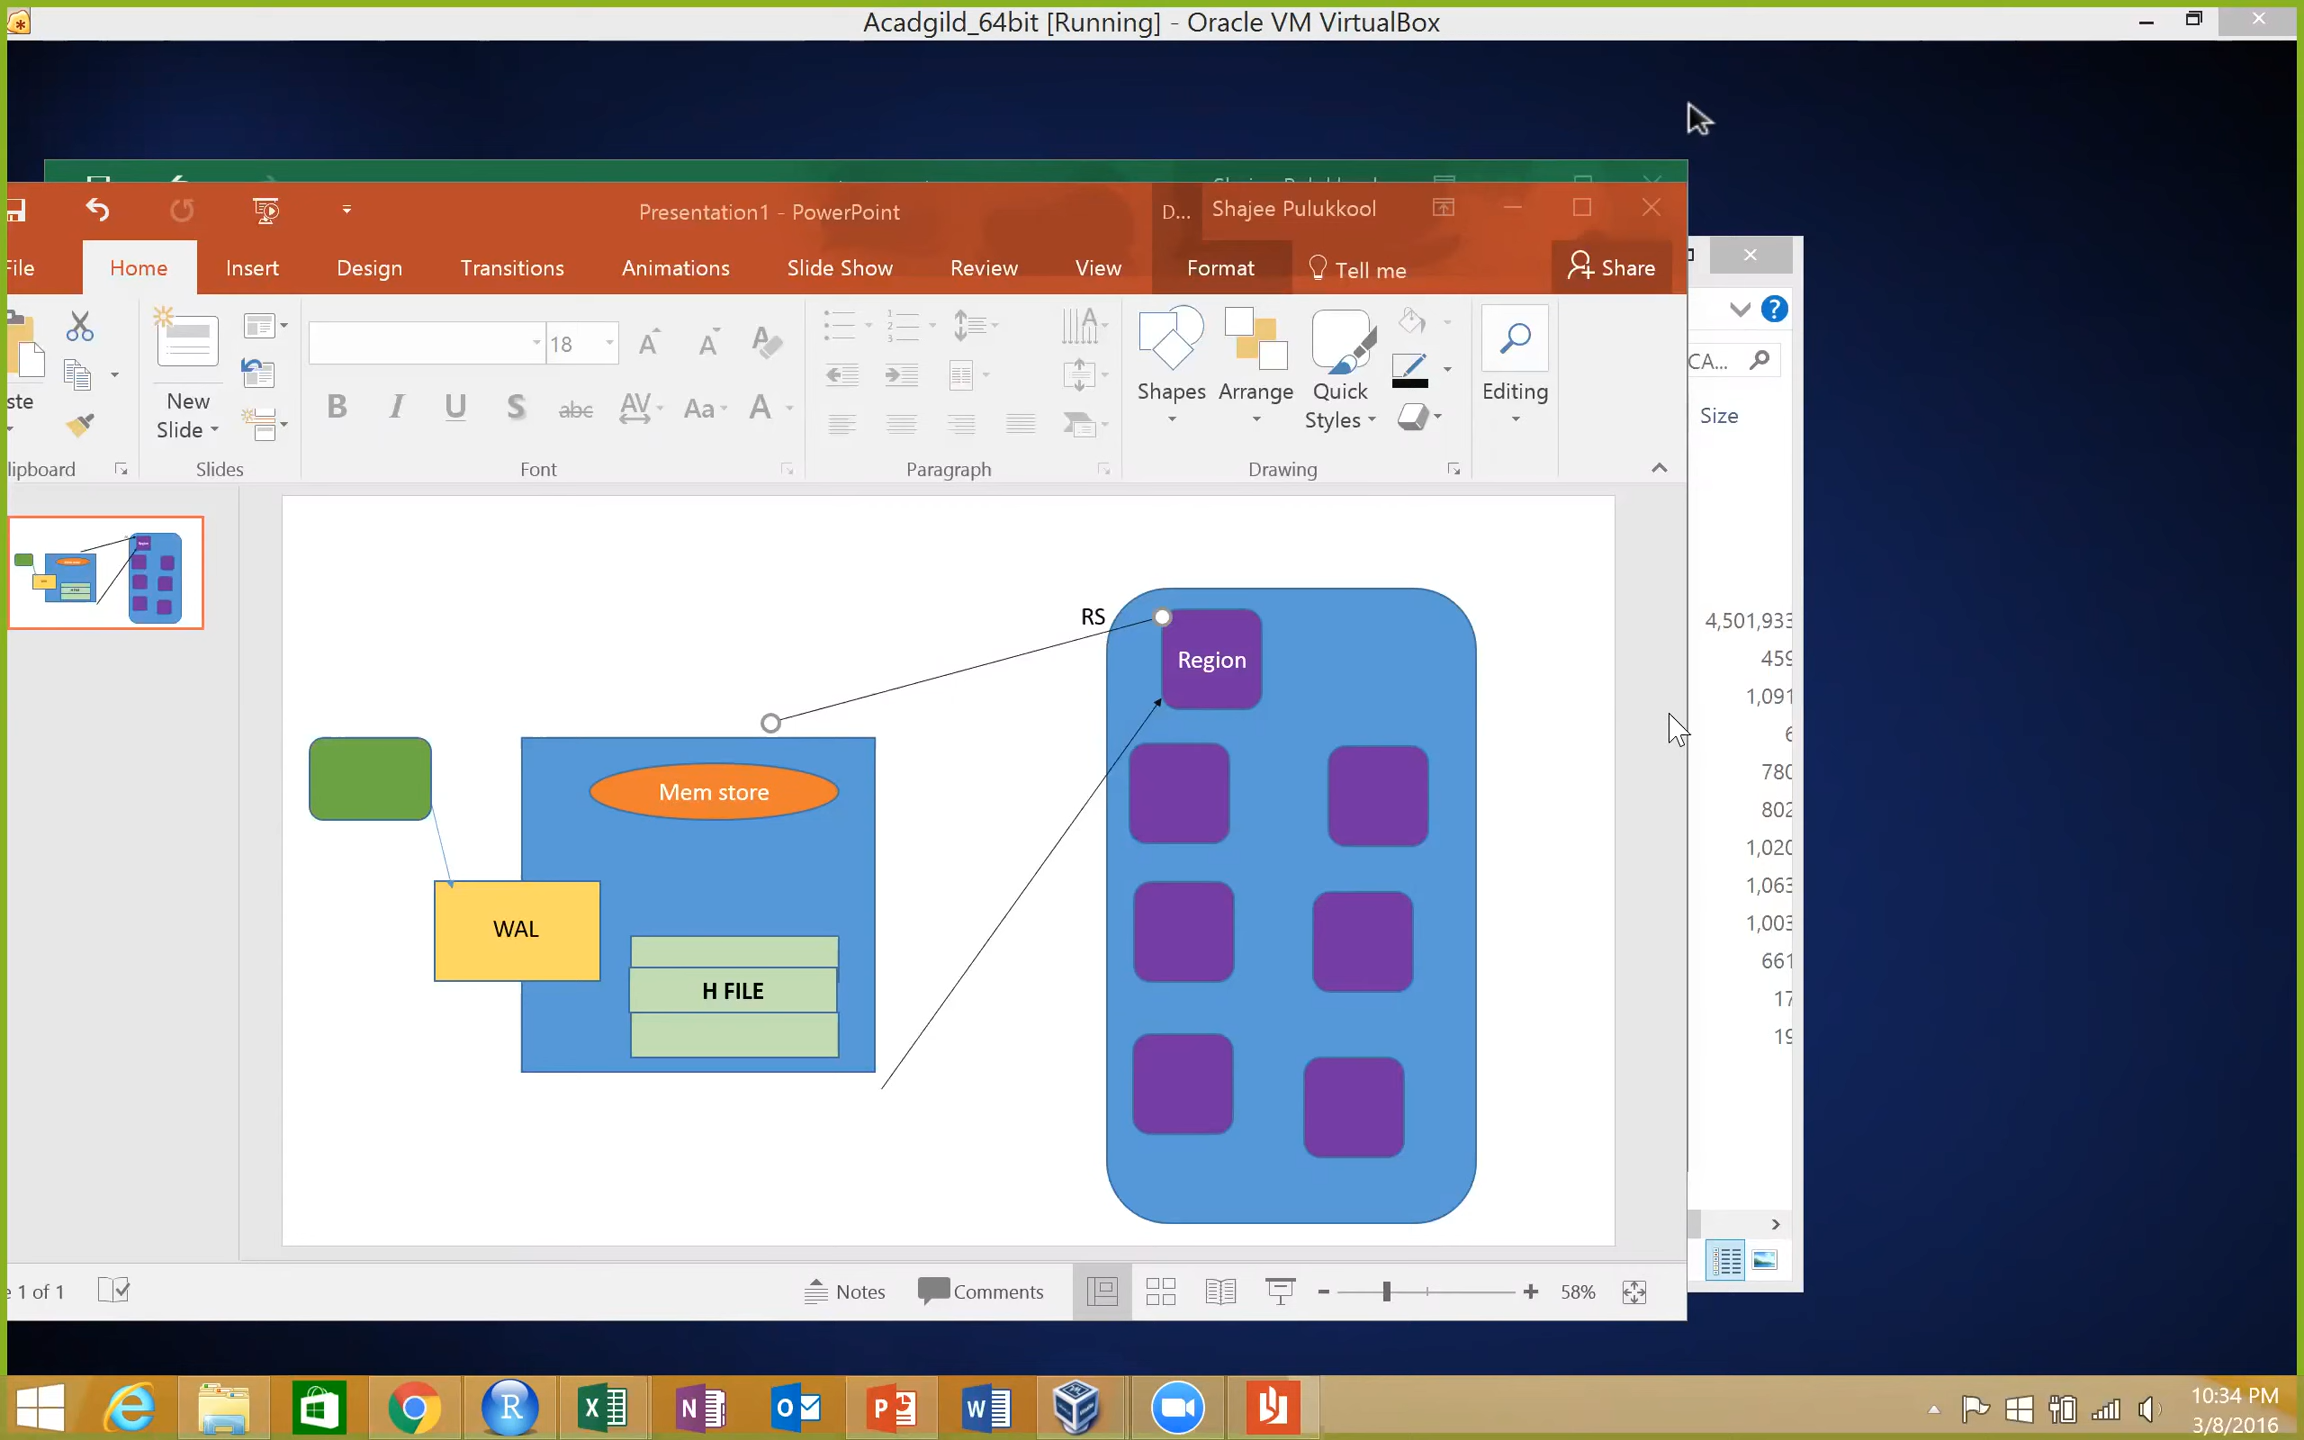 Acadgild_64bit [Running] - Oracle VM VirtualBox
Presentation1 - PowerPoint
D... Shajee Pulukkool
File Home Insert Design Transitions Animations Slide Show Review View Format Tell me Share
ste
New
Slide
18
B I U S abc AV Aa A
Shapes Arrange Quick
Styles
Editing
lipboard Slides Font Paragraph Drawing
CA...
Size
4,501,933
459
1,091
6
780
802
1,020
1,063
1,003
661
17
19
RS
Region
Mem store
WAL
H FILE
e 1 of 1 Notes Comments 58%
10:34 PM
3/8/2016